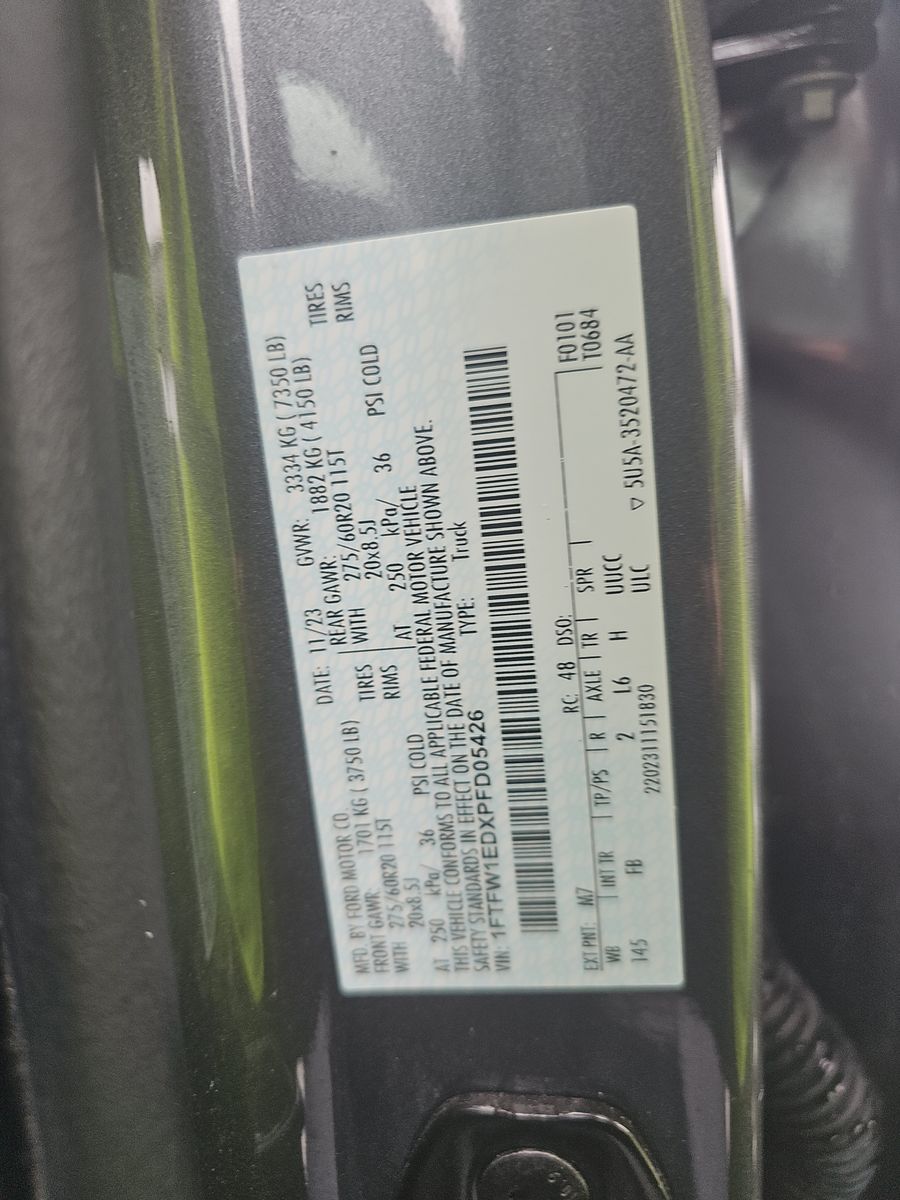 MFD. BY FORD MOTOR CO. DATE: 11/23 GVWR: 3334 KG ( 7350 LB)
FRONT GAWR: 1701 KG ( 3750 LB) REAR GAWR: 1882 KG ( 4150 LB)
WITH 275/60R20 115T TIRES WITH 275/60R20 115T TIRES
20x8.5J RIMS 20x8.5J RIMS
AT 250 kPa/ 36 PSI COLD AT 250 kPa/ 36 PSI COLD
THIS VEHICLE CONFORMS TO ALL APPLICABLE FEDERAL MOTOR VEHICLE
SAFETY STANDARDS IN EFFECT ON THE DATE OF MANUFACTURE SHOWN ABOVE.
VIN: 1FTFW1EDXPFD05426 TYPE: Truck
EXT PNT: M7 RC: 48 DSO: F0101
WB INT TR TP/PS R AXLE TR SPR T0684
145 FB 2 L6 H UUCC
2202311151830 ULC ▽ 5U5A-3520472-AA